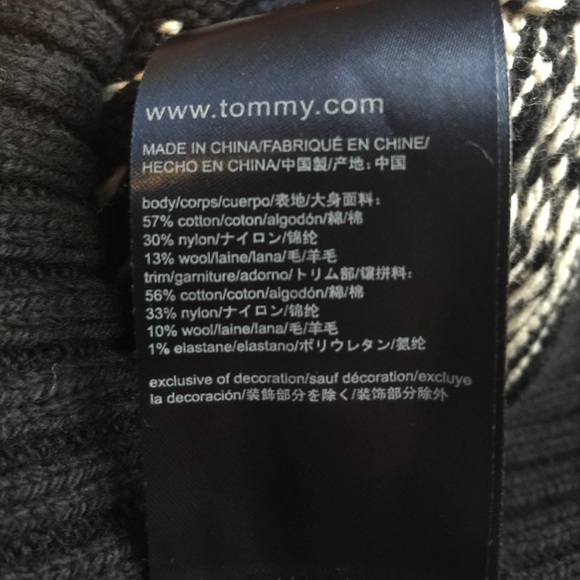 www.tommy.com
MADE IN CHINA/FABRIQUÉ EN CHINE/
HECHO EN CHINA/中国製/产地：中国
body/corps/cuerpo/表地/大身面料：
57% cotton/coton/algodón/綿/棉
30% nylon/ナイロン/锦纶
13% wool/laine/lana/毛/羊毛
trim/garniture/adorno/トリム部/镶拼料：
56% cotton/coton/algodón/綿/棉
33% nylon/ナイロン/锦纶
10% wool/laine/lana/毛/羊毛
1% elastane/elastano/ポリウレタン/氨纶
exclusive of decoration/sauf décoration/excluye
la decoración/装飾部分を除く/装饰部分除外